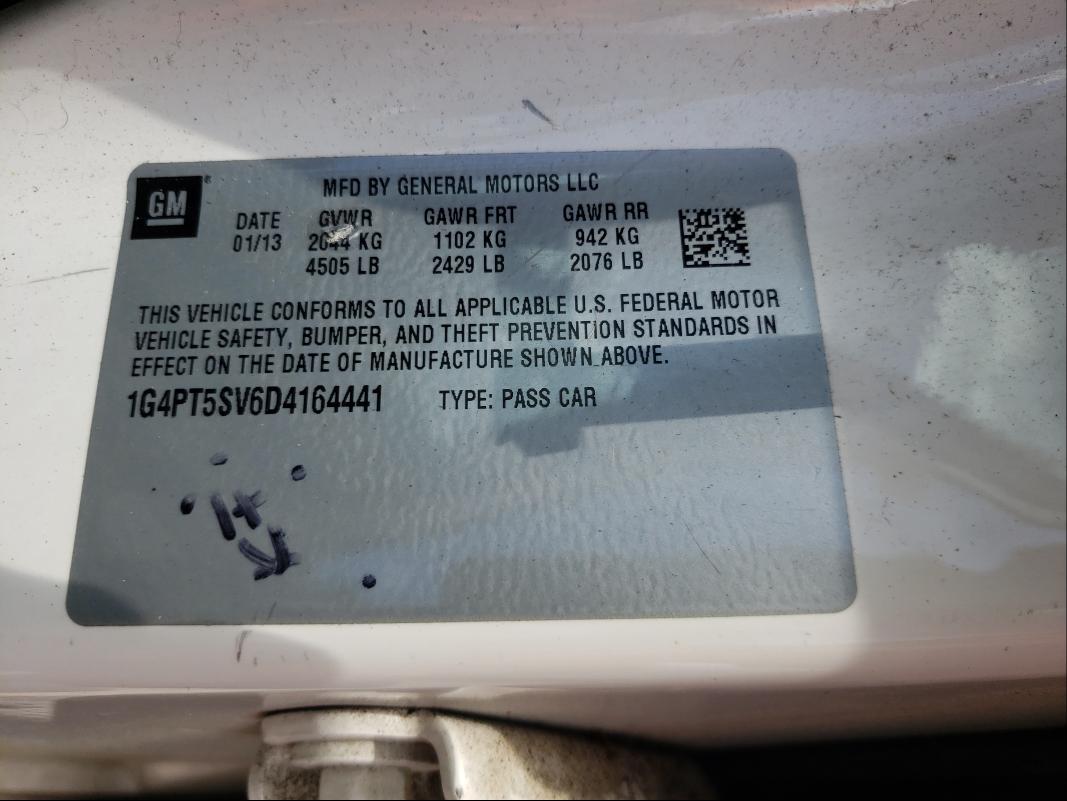 GM®
MFD BY GENERAL MOTORS LLC
DATE GVWR GAWR FRT GAWR RR
01/13 2044 KG 1102 KG 942 KG
4505 LB 2429 LB 2076 LB
THIS VEHICLE CONFORMS TO ALL APPLICABLE U.S. FEDERAL MOTOR
VEHICLE SAFETY, BUMPER, AND THEFT PREVENTION STANDARDS IN
EFFECT ON THE DATE OF MANUFACTURE SHOWN ABOVE.
1G4PT5SV6D4164441 TYPE: PASS CAR